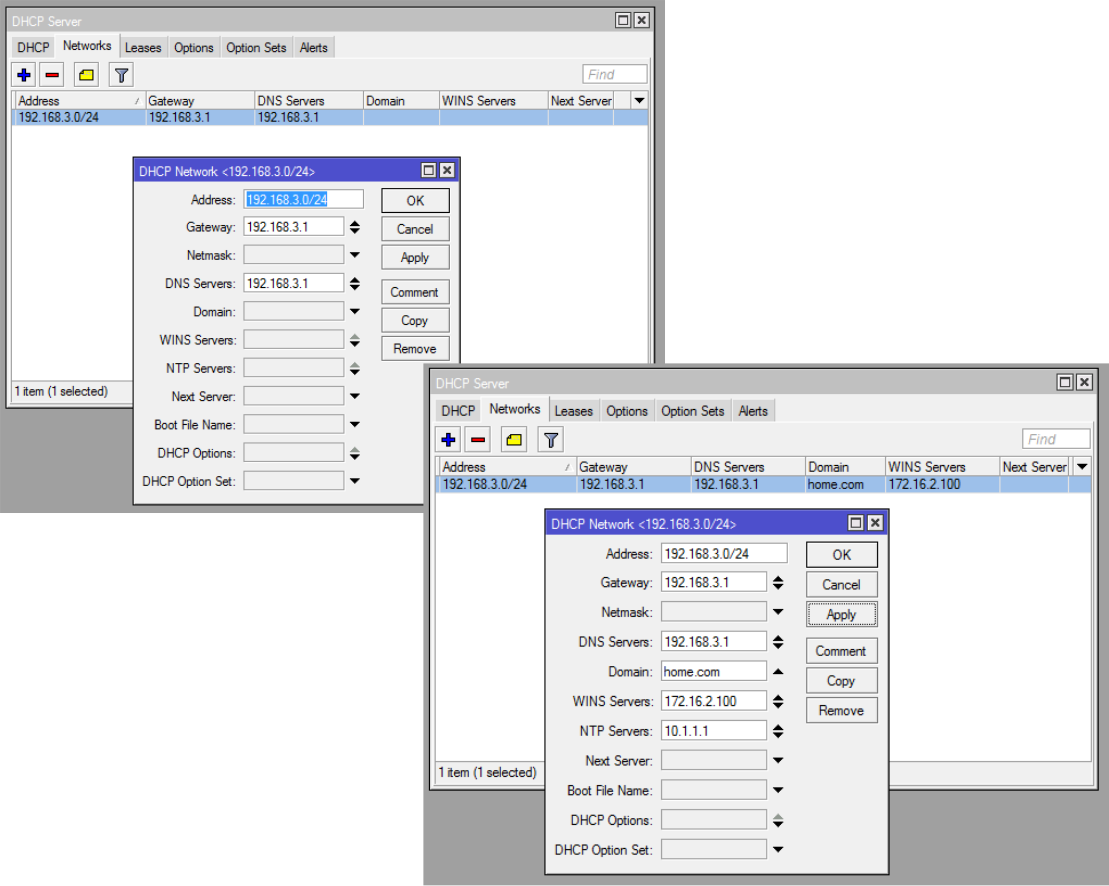 DHCP Server
DHCP Networks Leases Options Option Sets Alerts
Find
Address Gateway DNS Servers Domain WINS Servers Next Server
192.168.3.0/24 192.168.3.1 192.168.3.1
DHCP Network <192.168.3.0/24>
Address: 192.168.3.0/24 OK
Gateway: 192.168.3.1 Cancel
Netmask: Apply
DNS Servers: 192.168.3.1 Comment
Domain:
Copy
WINS Servers:
Remove
NTP Servers:
Next Server:
Boot File Name:
DHCP Options:
DHCP Option Set:
1 item (1 selected)
DHCP Server
DHCP Networks Leases Options Option Sets Alerts
Find
Address Gateway DNS Servers Domain WINS Servers Next Server
192.168.3.0/24 192.168.3.1 192.168.3.1 home.com 172.16.2.100
DHCP Network <192.168.3.0/24>
Address: 192.168.3.0/24 OK
Gateway: 192.168.3.1 Cancel
Netmask: Apply
DNS Servers: 192.168.3.1 Comment
Domain: home.com Copy
WINS Servers: 172.16.2.100 Remove
NTP Servers: 10.1.1.1
Next Server:
Boot File Name:
DHCP Options:
DHCP Option Set:
1 item (1 selected)